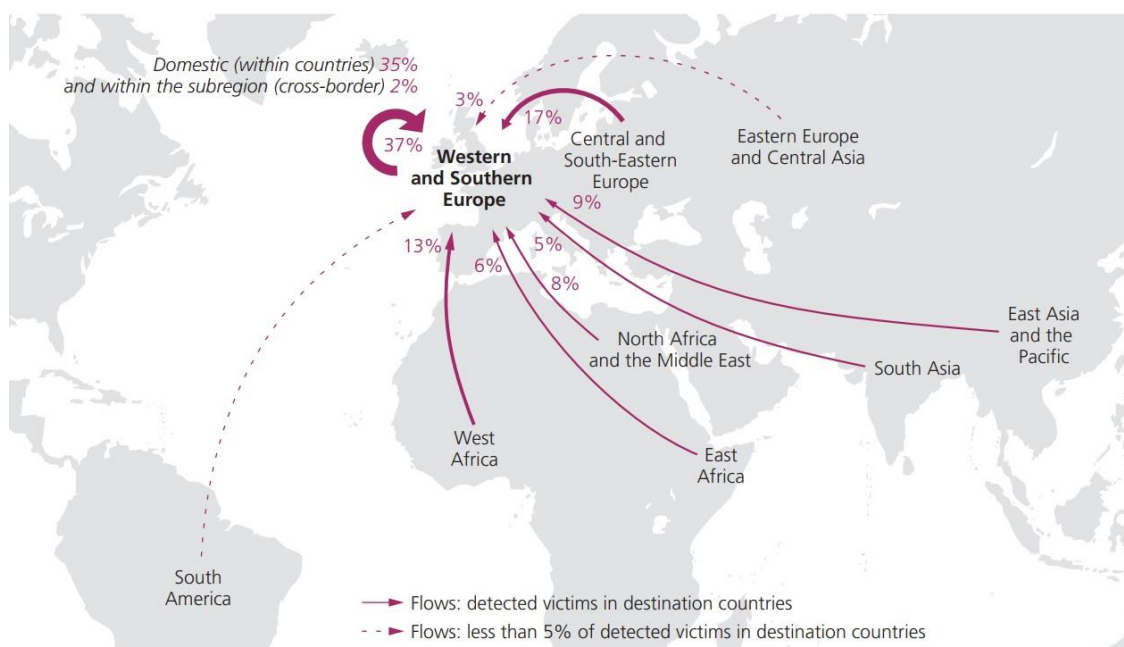 Domestic (within countries) 35%
and within the subregion (cross-border) 2%
3%
17%
37%
Western
and Southern
Europe
Central and
South-Eastern
Europe
Eastern Europe
and Central Asia
9%
13%
5%
6%
8%
North Africa
and the Middle East
East Asia
and the
Pacific
South Asia
West
Africa
East
Africa
South
America
Flows: detected victims in destination countries
Flows: less than 5% of detected victims in destination countries